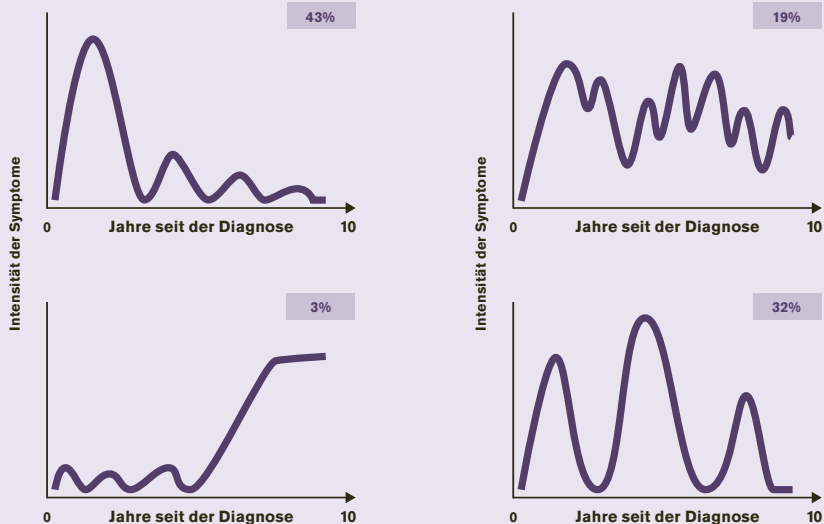 43%
Intensität der Symptome
0 Jahre seit der Diagnose 10
19%
Intensität der Symptome
0 Jahre seit der Diagnose 10
3%
0 Jahre seit der Diagnose 10
32%
0 Jahre seit der Diagnose 10